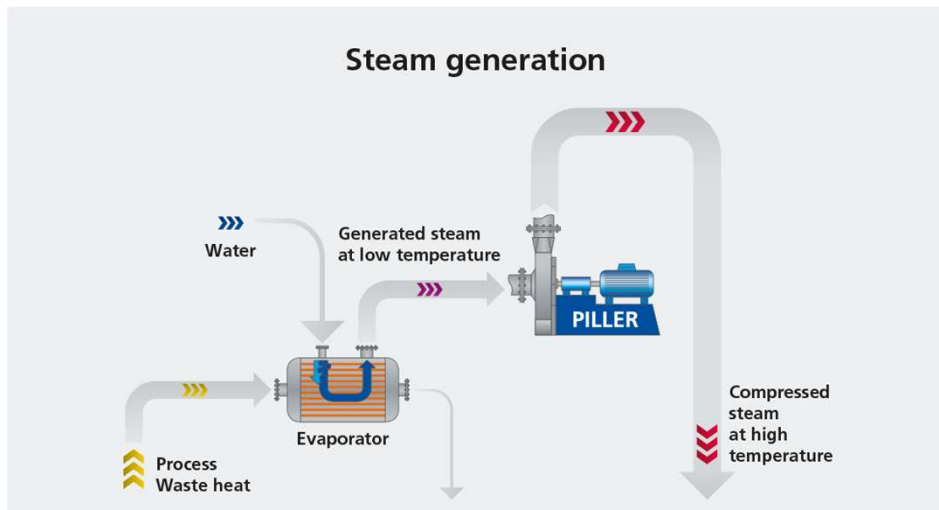 Steam generation
Water
Generated steam
at low temperature
PILLER
Evaporator
Process
Waste heat
Compressed
steam
at high
temperature